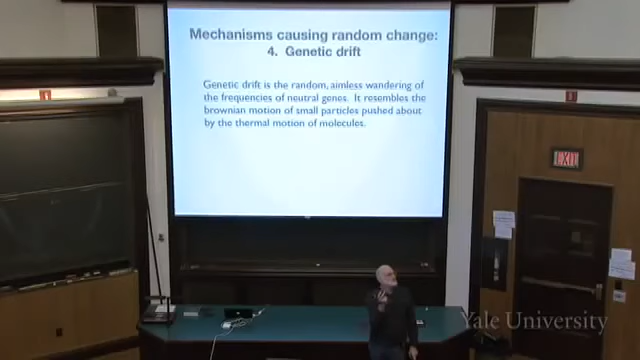 Mechanisms causing random change:
4. Genetic drift
Genetic drift is the random, aimless wandering of
the frequencies of neutral genes. It resembles the
brownian motion of small particles pushed about
by the thermal motion of molecules.
EXIT
Yale University